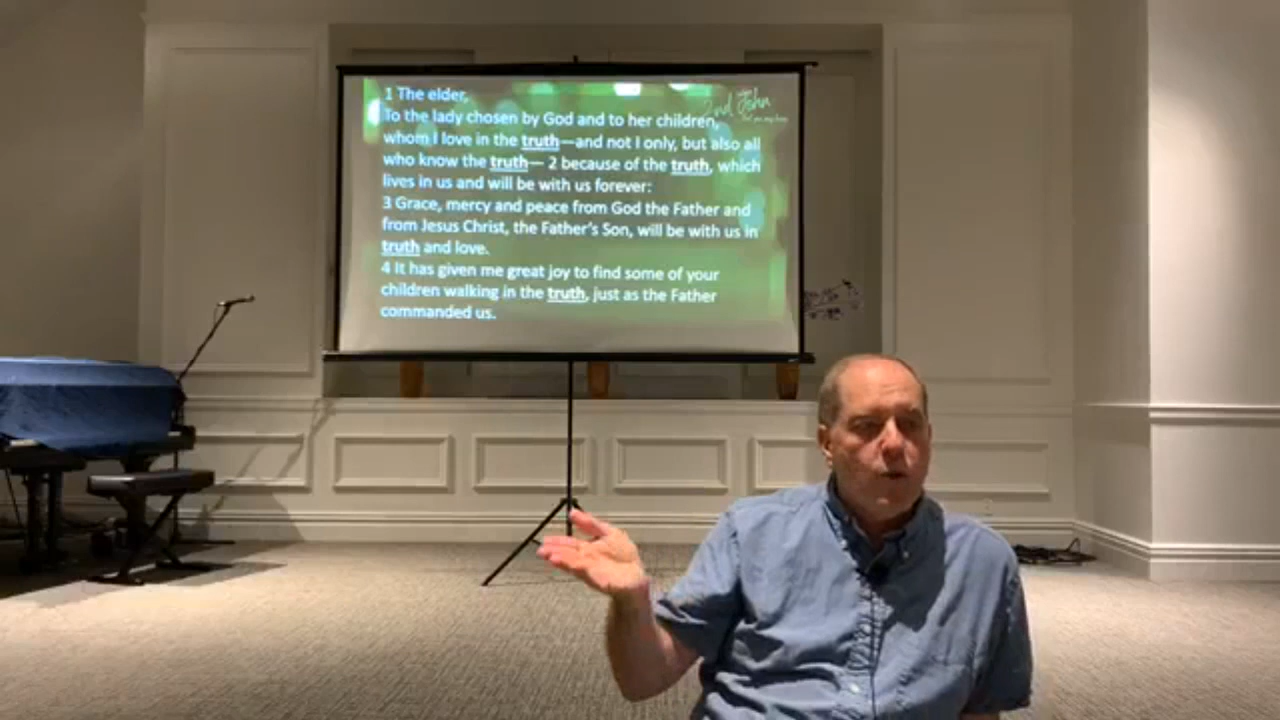 1 The elder,
To the lady chosen by God and to her children,
whom I love in the truth—and not I only, but also all
who know the truth— 2 because of the truth, which
lives in us and will be with us forever:
3 Grace, mercy and peace from God the Father and
from Jesus Christ, the Father's Son, will be with us in
truth and love.
4 It has given me great joy to find some of your
children walking in the truth, just as the Father
commanded us.
2nd John